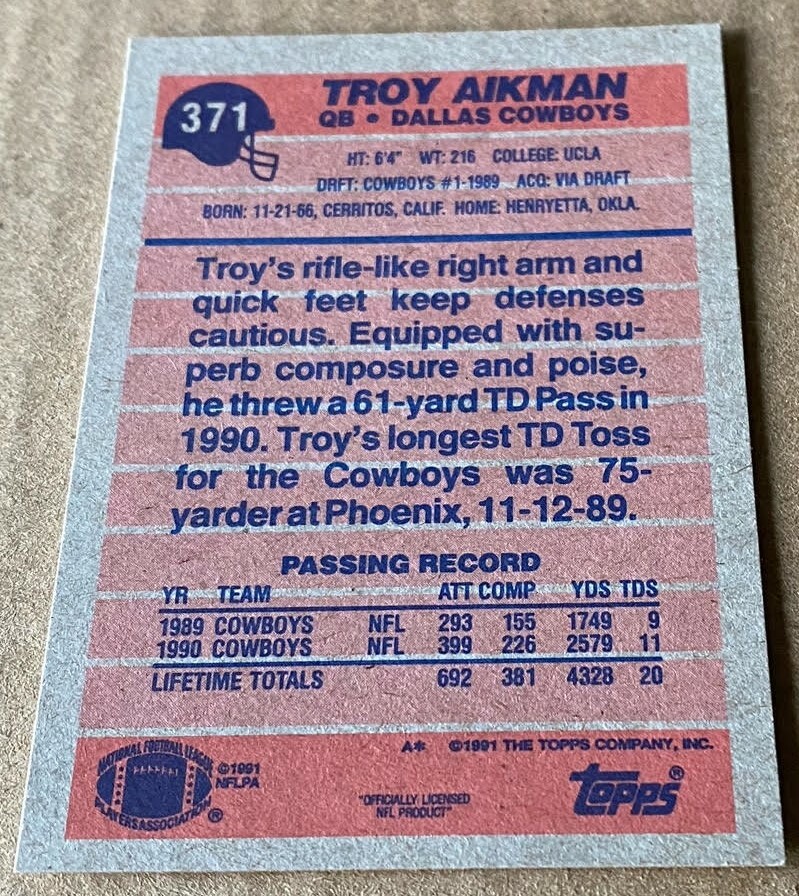 371
TROY AIKMAN
QB • DALLAS COWBOYS
HT: 6'4" WT: 216 COLLEGE: UCLA
DRFT: COWBOYS #1-1989 ACQ: VIA DRAFT
BORN: 11-21-66, CERRITOS, CALIF. HOME: HENRYETTA, OKLA.
Troy's rifle-like right arm and
quick feet keep defenses
cautious. Equipped with su-
perb composure and poise,
he threw a 61-yard TD Pass in
1990. Troy's longest TD Toss
for the Cowboys was 75-
yarder at Phoenix, 11-12-89.
PASSING RECORD
YR TEAM ATT COMP YDS TDS
1989 COWBOYS NFL 293 155 1749 9
1990 COWBOYS NFL 399 226 2579 11
LIFETIME TOTALS 692 381 4328 20
A* ©1991 THE TOPPS COMPANY, INC.
NATIONAL FOOTBALL LEAGUE
PLAYERS ASSOCIATION ®
©1991
NFLPA
"OFFICIALLY LICENSED
NFL PRODUCT"
topps®